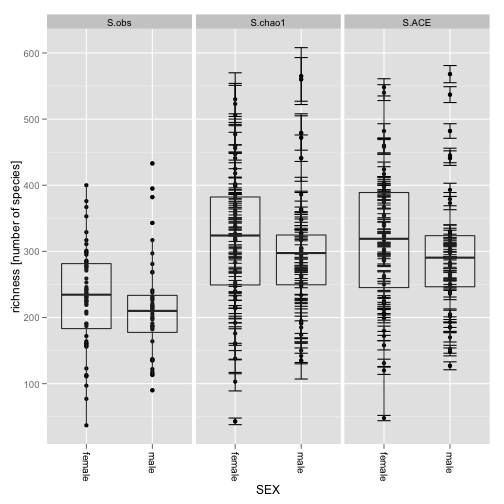 S.obs S.chao1 S.ACE
600
500
400
300
200
100
richness [number of species]
female male female male female male
SEX